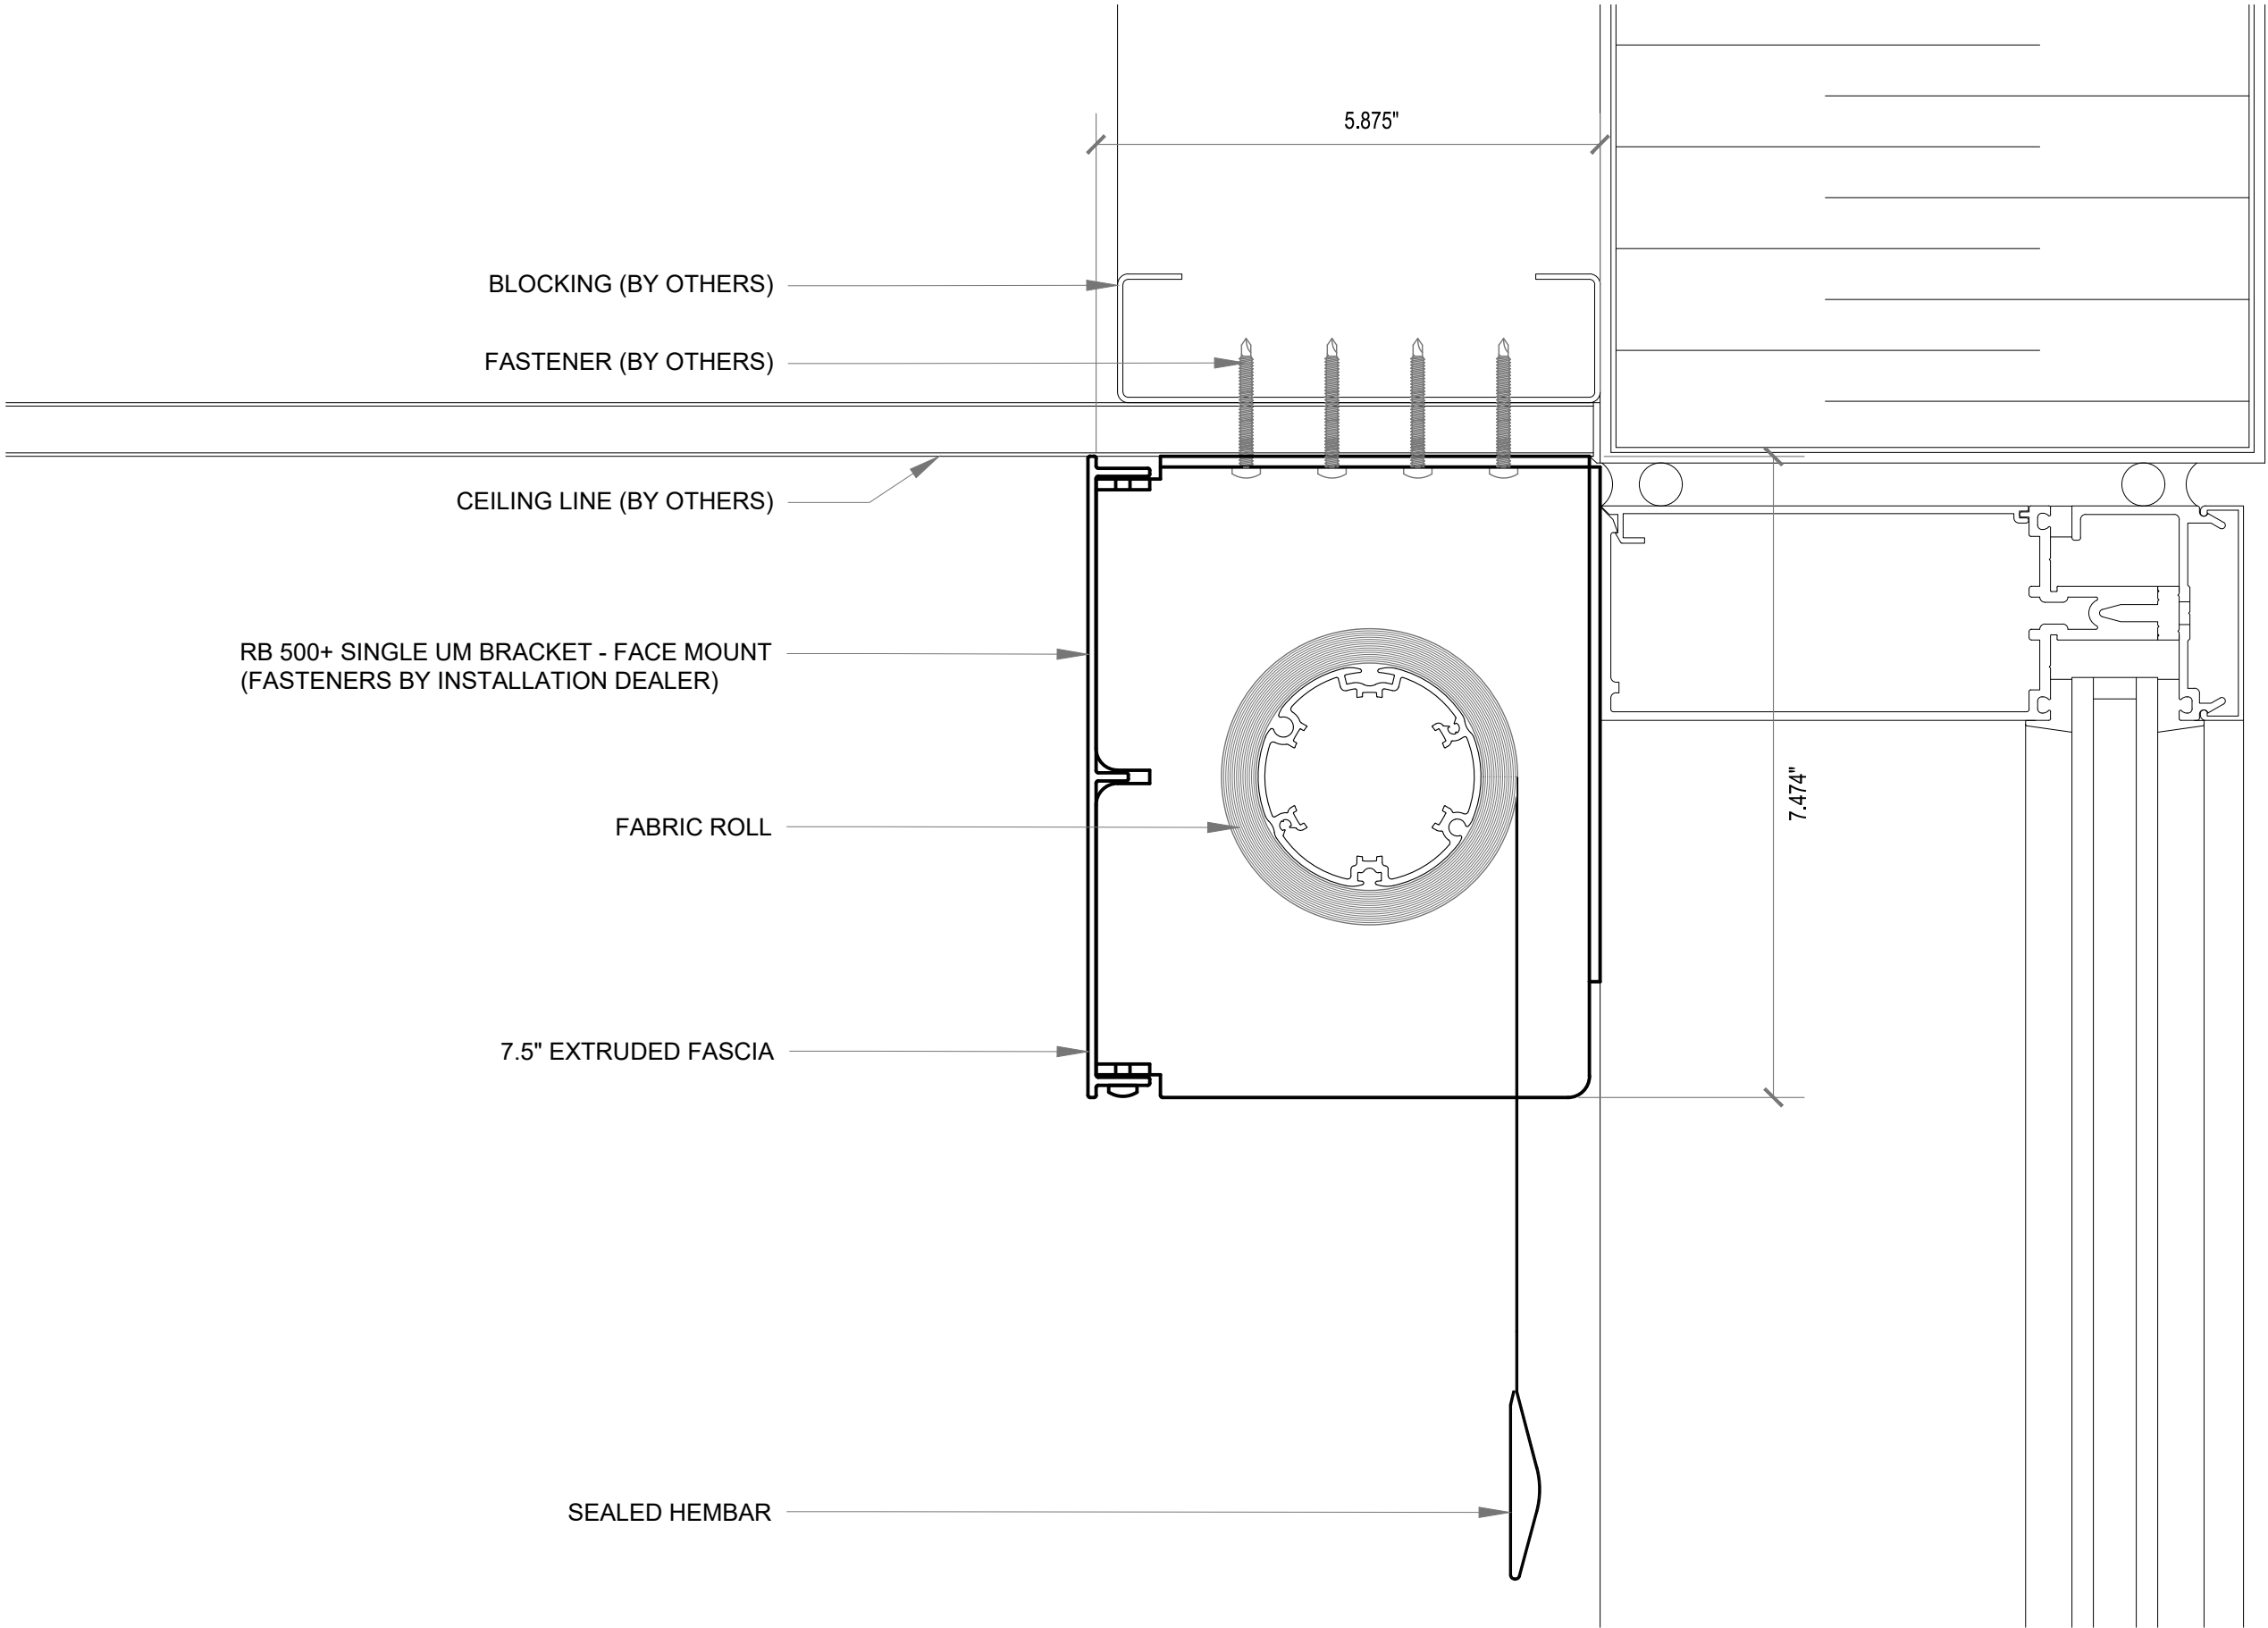 5.875"
BLOCKING (BY OTHERS)
FASTENER (BY OTHERS)
CEILING LINE (BY OTHERS)
RB 500+ SINGLE UM BRACKET - FACE MOUNT
(FASTENERS BY INSTALLATION DEALER)
7.474"
FABRIC ROLL
7.5" EXTRUDED FASCIA
SEALED HEMBAR